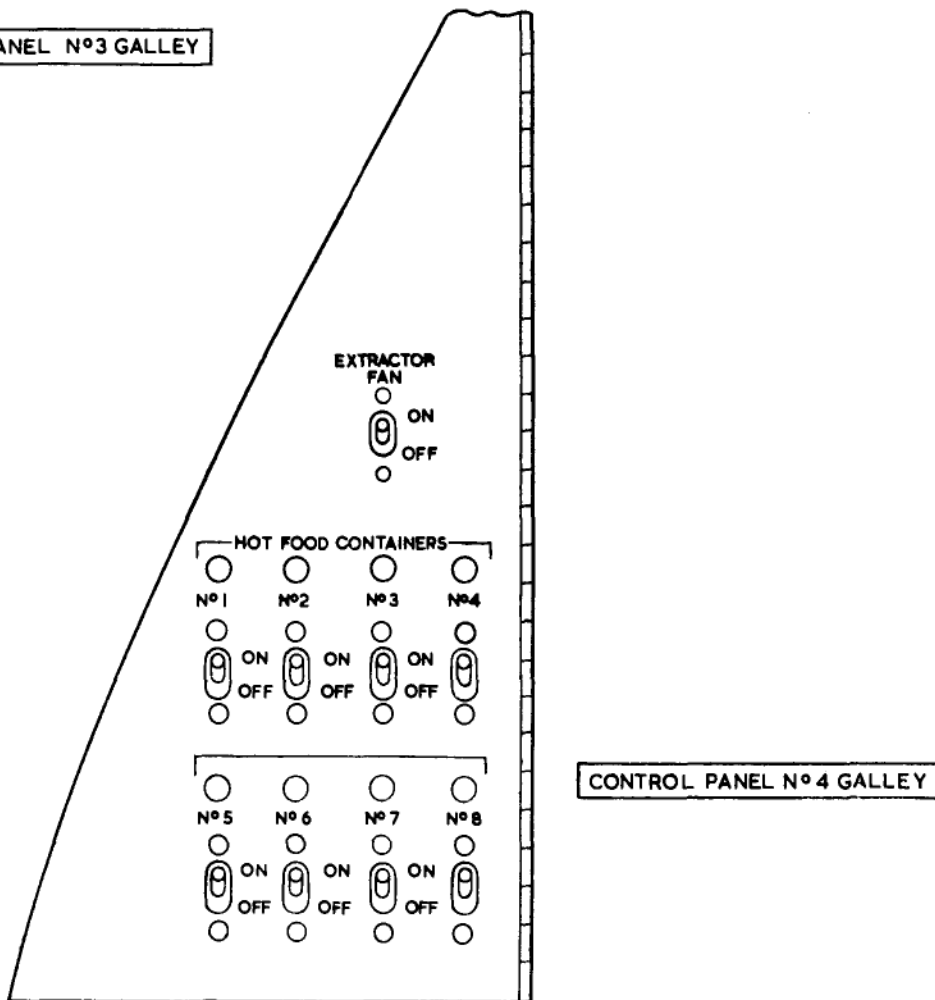 ANEL Nº3 GALLEY
EXTRACTOR
FAN
ON
OFF
HOT FOOD CONTAINERS
Nº1 Nº2 Nº3 Nº4
ON ON ON
OFF OFF OFF
CONTROL PANEL Nº4 GALLEY
Nº5 Nº6 Nº7 Nº8
ON ON ON
OFF OFF OFF